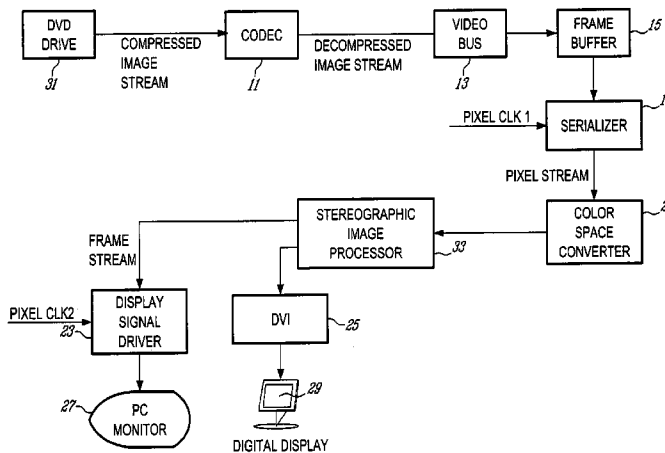 DVD
DRIVE
31
COMPRESSED
IMAGE
STREAM
CODEC
11
DECOMPRESSED
IMAGE STREAM
VIDEO
BUS
13
FRAME
BUFFER
15
PIXEL CLK 1
SERIALIZER
PIXEL STREAM
COLOR
SPACE
CONVERTER
STEREOGRAPHIC
IMAGE
PROCESSOR
33
FRAME
STREAM
PIXEL CLK2
23
DISPLAY
SIGNAL
DRIVER
DVI
25
27
PC
MONITOR
29
DIGITAL DISPLAY